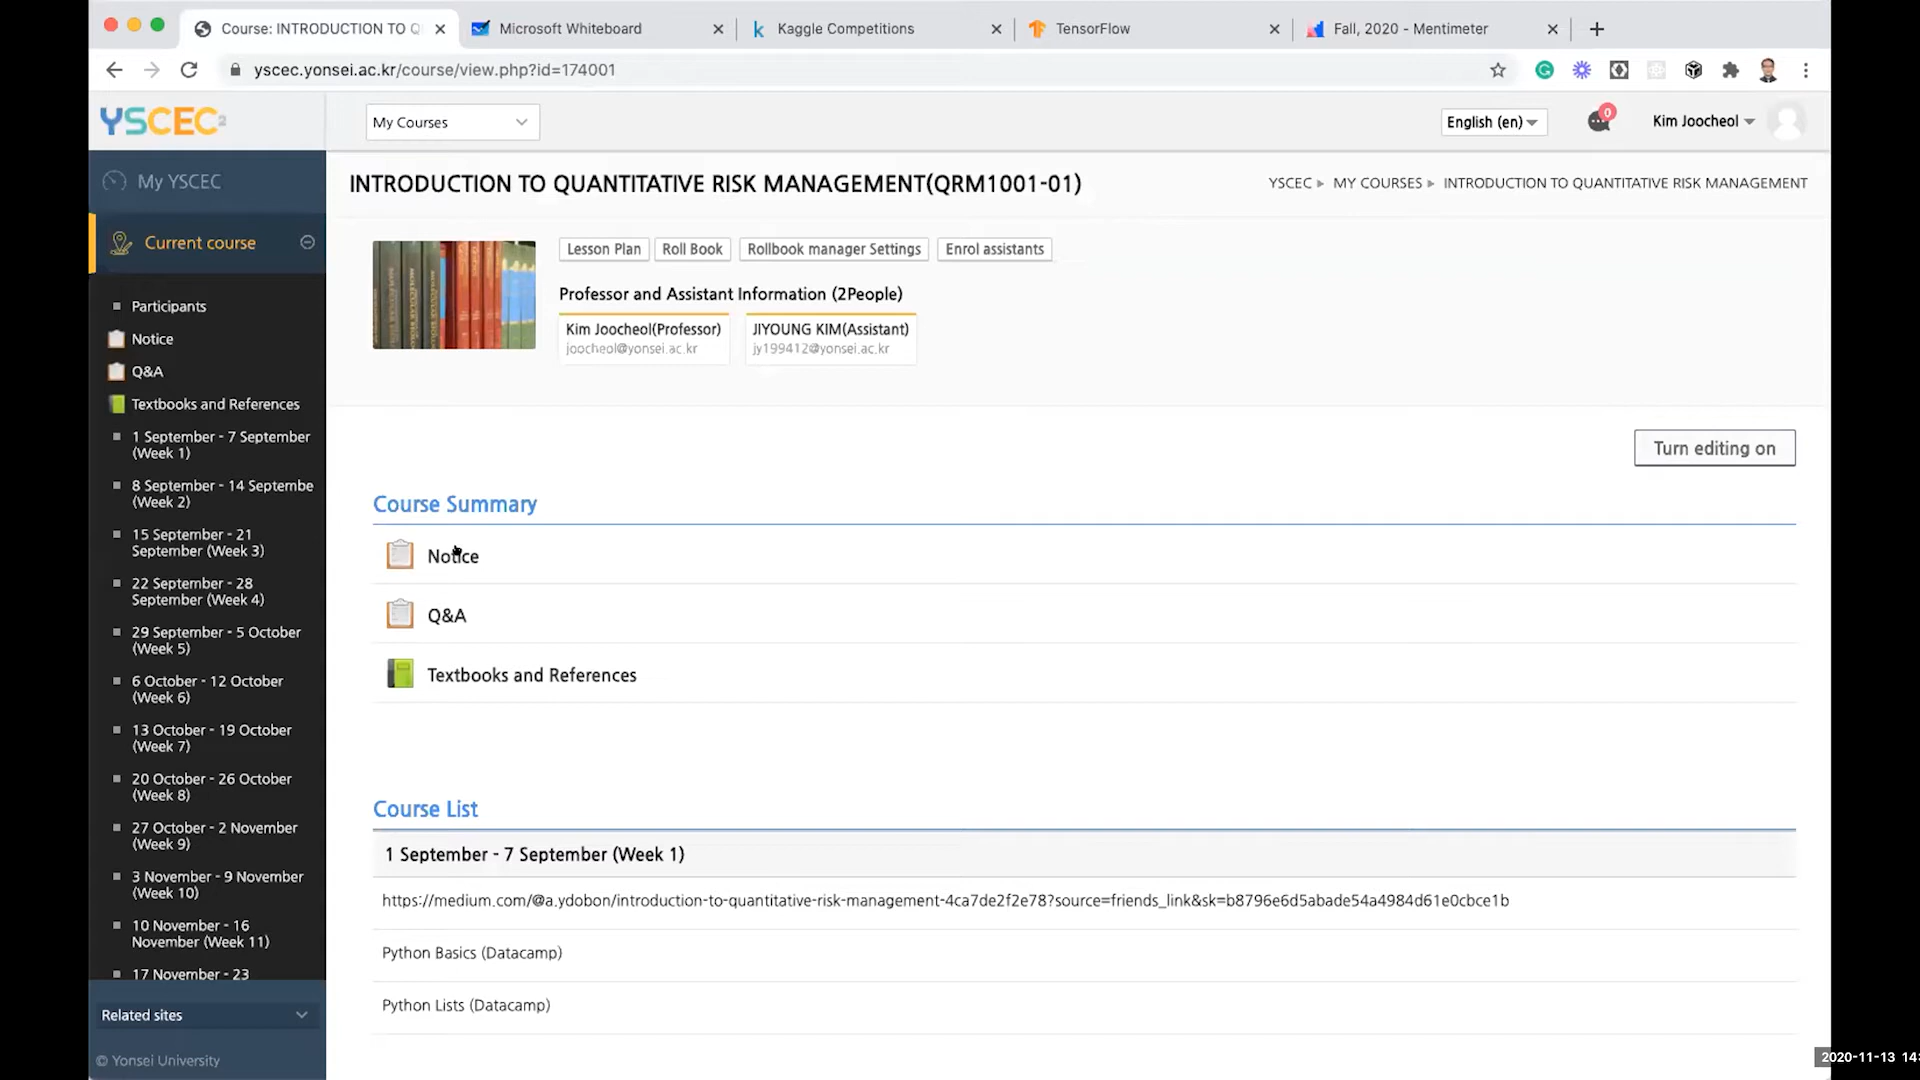 Course: INTRODUCTION TO Q
Microsoft Whiteboard
Kaggle Competitions
TensorFlow
Fall, 2020 - Mentimeter
yscec.yonsei.ac.kr/course/view.php?id=174001
YSCEC2
My Courses
English (en)
0
Kim Joocheol
My YSCEC
INTRODUCTION TO QUANTITATIVE RISK MANAGEMENT(QRM1001-01)
YSCEC ▸ MY COURSES ▸ INTRODUCTION TO QUANTITATIVE RISK MANAGEMENT
Current course
Lesson Plan
Roll Book
Rollbook manager Settings
Enrol assistants
Professor and Assistant Information (2People)
Kim Joocheol(Professor)
joocheol@yonsei.ac.kr
JIYOUNG KIM(Assistant)
jy199412@yonsei.ac.kr
Participants
Notice
Q&A
Textbooks and References
1 September - 7 September
(Week 1)
8 September - 14 Septembe
(Week 2)
15 September - 21
September (Week 3)
22 September - 28
September (Week 4)
29 September - 5 October
(Week 5)
6 October - 12 October
(Week 6)
13 October - 19 October
(Week 7)
20 October - 26 October
(Week 8)
27 October - 2 November
(Week 9)
3 November - 9 November
(Week 10)
10 November - 16
November (Week 11)
17 November - 23
Related sites
© Yonsei University
Turn editing on
Course Summary
Notice
Q&A
Textbooks and References
Course List
1 September - 7 September (Week 1)
https://medium.com/@a.ydobon/introduction-to-quantitative-risk-management-4ca7de2f2e78?source=friends_link&sk=b8796e6d5abade54a4984d61e0cbce1b
Python Basics (Datacamp)
Python Lists (Datacamp)
2020-11-13 14: